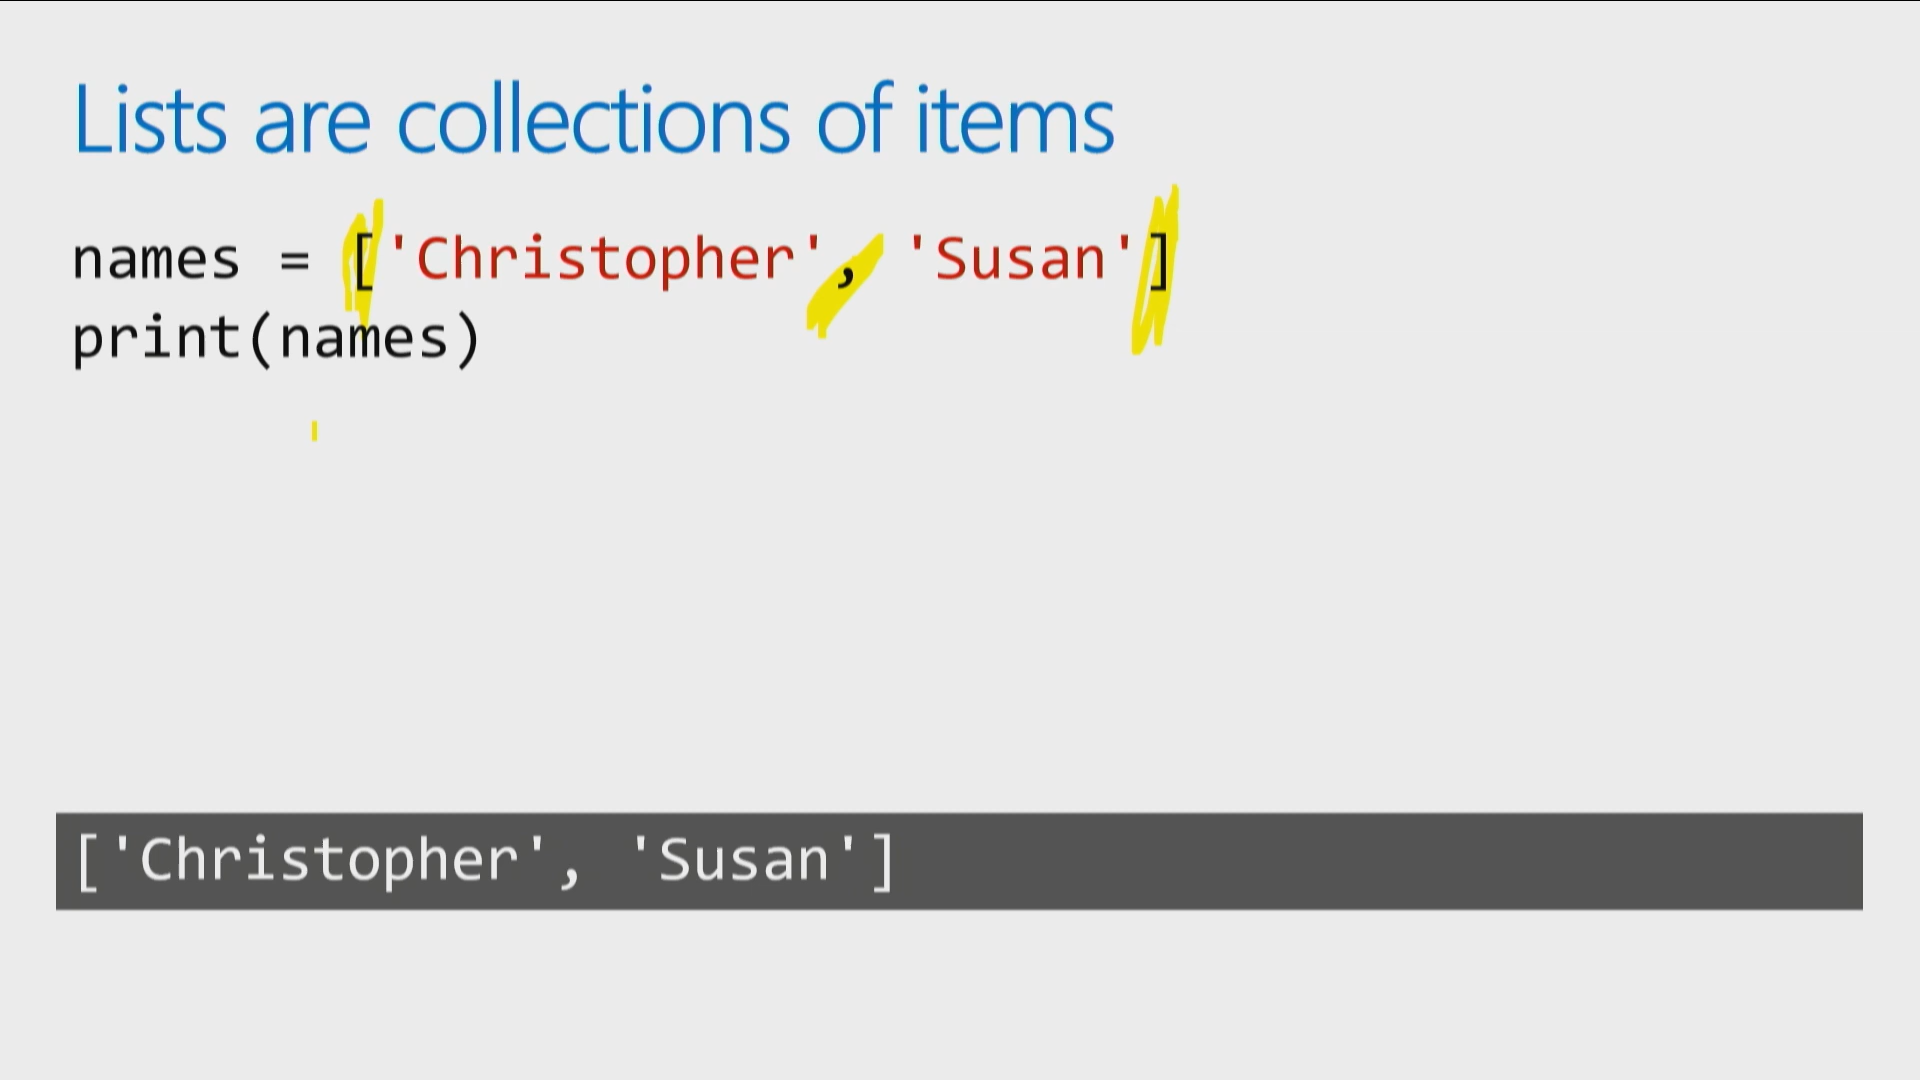 Lists are collections of items
names = ['Christopher', 'Susan']
print(names)
['Christopher', 'Susan']